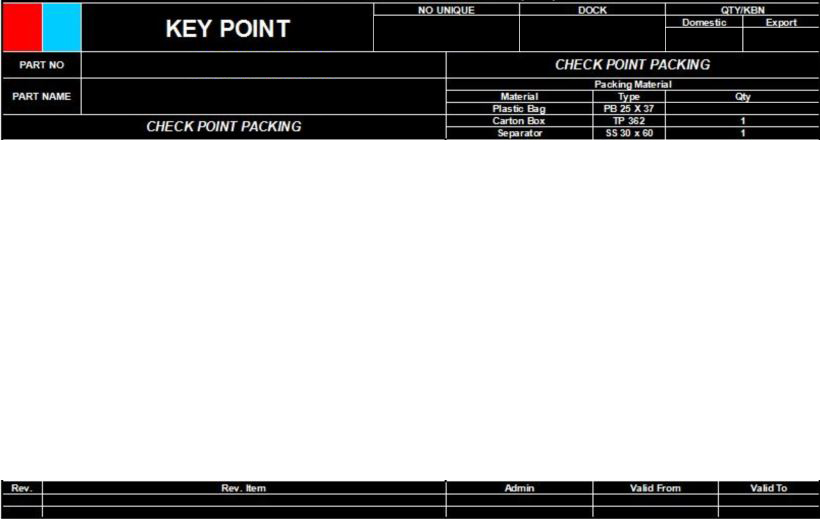 KEY POINT
NO UNIQUE
DOCK
QTY/KBN
Domestic
Export
PART NO
CHECK POINT PACKING
PART NAME
Packing Material
Material Type Qty
Plastic Bag PB 25 X 37
Carton Box TP 362 1
Separator SS 30 x 60 1
CHECK POINT PACKING
Rev. Rev. Item Admin Valid From Valid To